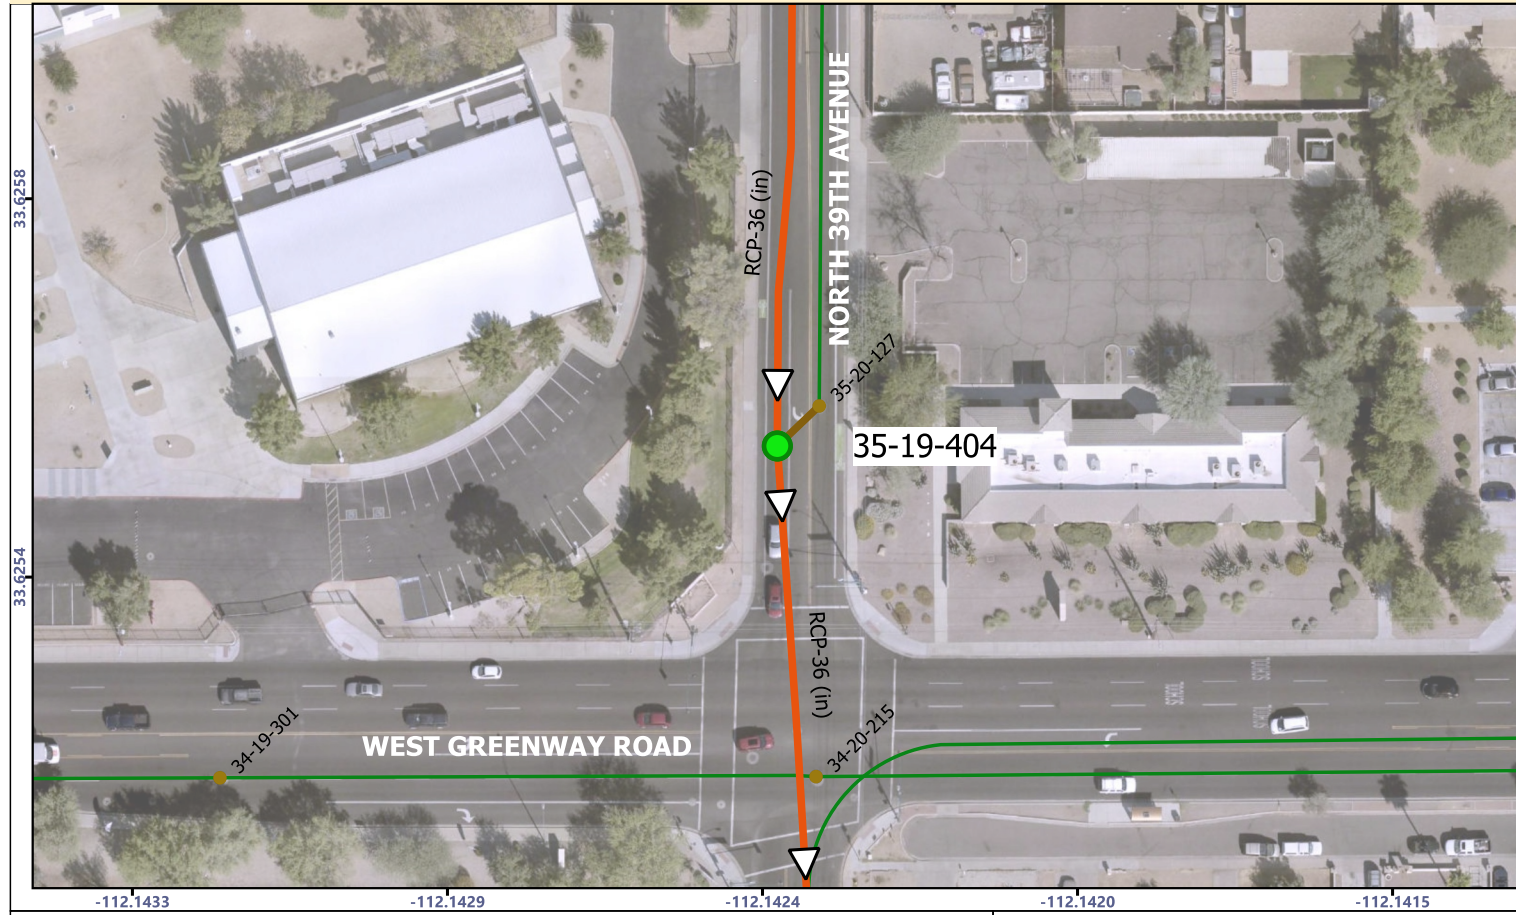 NORTH 39TH AVENUE
RCP-36 (in)
33.6258
35-20-127
35-19-404
33.6254
RCP-36 (in)
SCHOOL
34-19-301
34-20-215
WEST GREENWAY ROAD
-112.1433
-112.1429
-112.1424
-112.1420
-112.1415